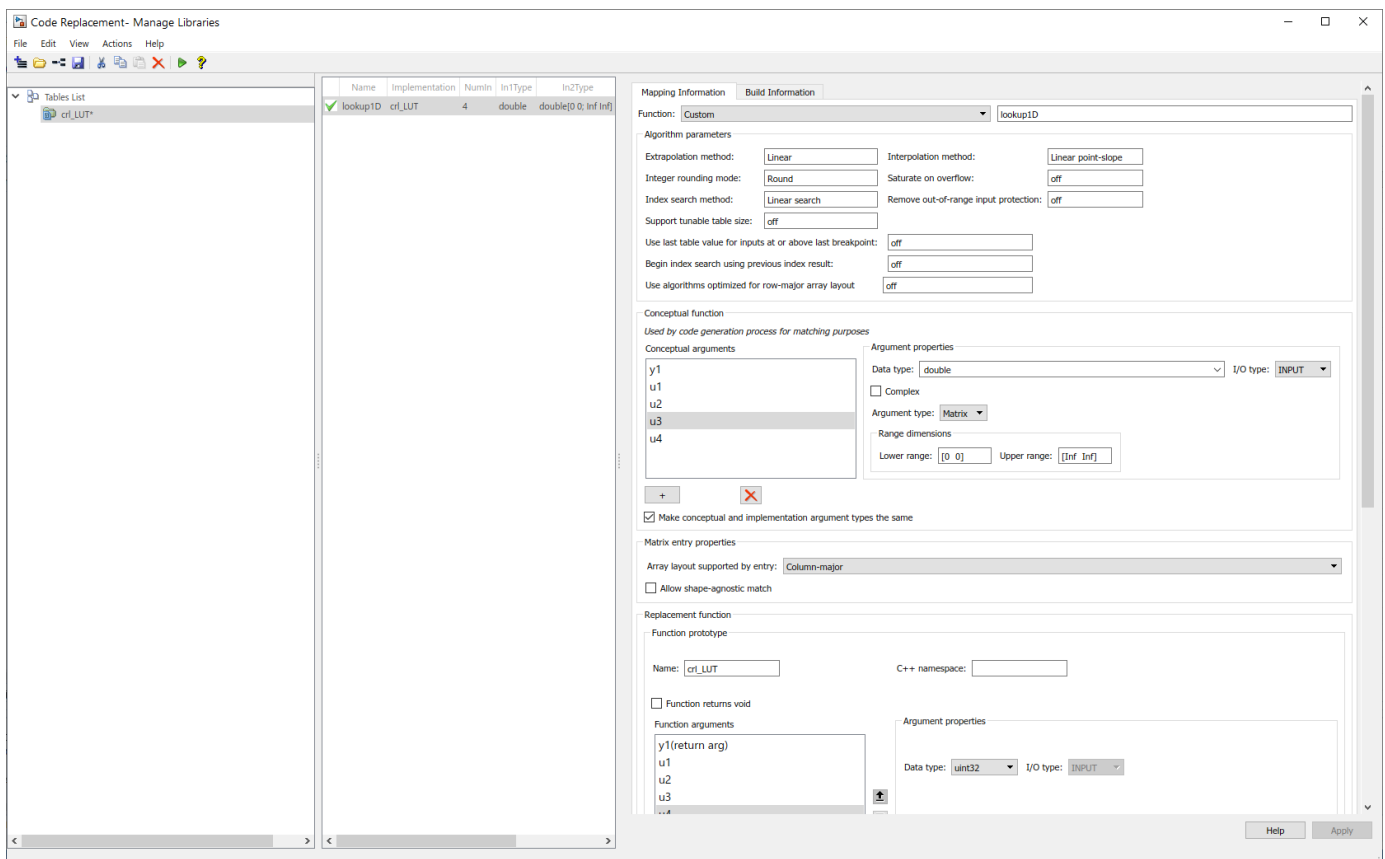 Code Replacement- Manage Libraries
File Edit View Actions Help
Tables List
crl_LUT*
Name Implementation NumIn In1Type In2Type
lookup1D crl_LUT 4 double double[0 0; Inf Inf]
Mapping Information Build Information
Function: Custom lookup1D
Algorithm parameters
Extrapolation method: Linear Interpolation method: Linear point-slope
Integer rounding mode: Round Saturate on overflow: off
Index search method: Linear search Remove out-of-range input protection: off
Support tunable table size: off
Use last table value for inputs at or above last breakpoint: off
Begin index search using previous index result: off
Use algorithms optimized for row-major array layout off
Conceptual function
Used by code generation process for matching purposes
Conceptual arguments
y1
u1
u2
u3
u4
Argument properties
Data type: double I/O type: INPUT
Complex
Argument type: Matrix
Range dimensions
Lower range: [0 0] Upper range: [Inf Inf]
+
Make conceptual and implementation argument types the same
Matrix entry properties
Array layout supported by entry: Column-major
Allow shape-agnostic match
Replacement function
Function prototype
Name: crl_LUT C++ namespace:
Function returns void
Function arguments
y1(return arg)
u1
u2
u3
Argument properties
Data type: uint32 I/O type: INPUT
Help Apply